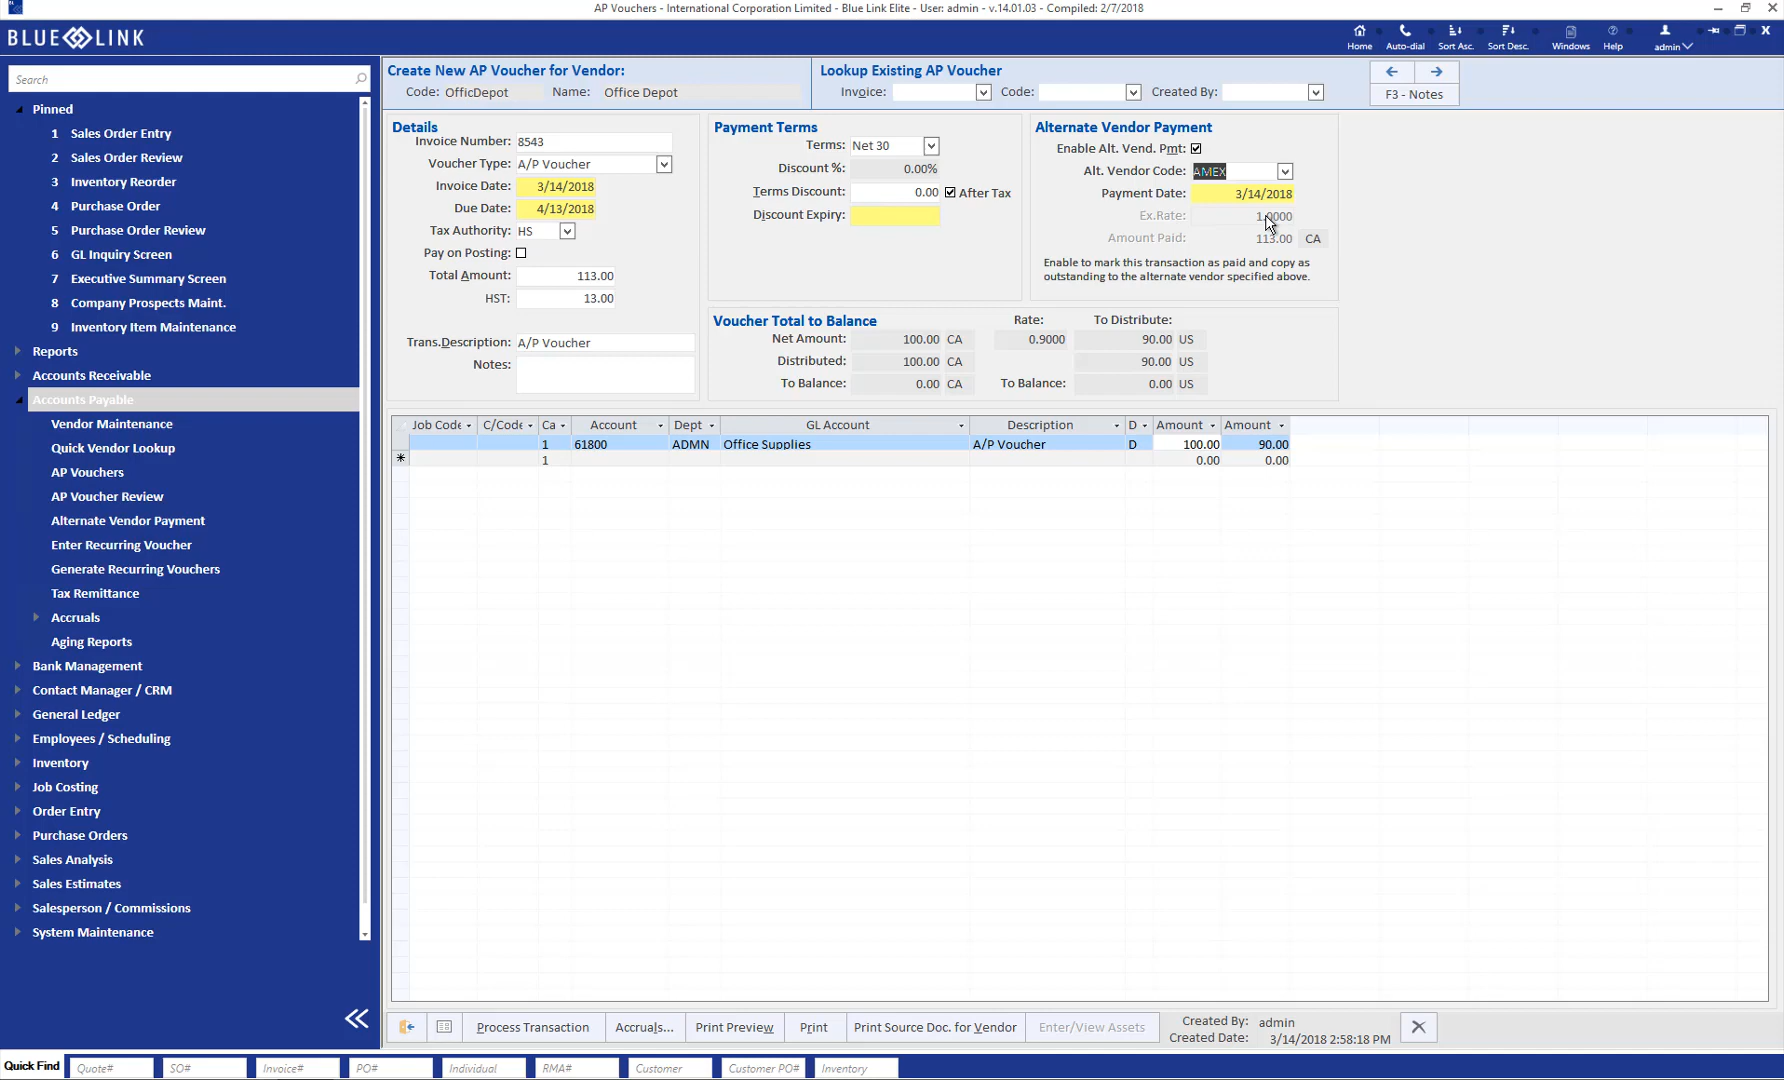 AP Vouchers - International Corporation Limited - Blue Link Elite - User: admin - v.14.01.03 - Compiled: 2/7/2018
BLUE LINK
Home
Auto-dial
Sort Asc.
Sort Desc.
Windows
Help
admin
Search
Pinned
1 Sales Order Entry
2 Sales Order Review
3 Inventory Reorder
4 Purchase Order
5 Purchase Order Review
6 GL Inquiry Screen
7 Executive Summary Screen
8 Company Prospects Maint.
9 Inventory Item Maintenance
Reports
Accounts Receivable
Accounts Payable
Vendor Maintenance
Quick Vendor Lookup
AP Vouchers
AP Voucher Review
Alternate Vendor Payment
Enter Recurring Voucher
Generate Recurring Vouchers
Tax Remittance
Accruals
Aging Reports
Bank Management
Contact Manager / CRM
General Ledger
Employees / Scheduling
Inventory
Job Costing
Order Entry
Purchase Orders
Sales Analysis
Sales Estimates
Salesperson / Commissions
System Maintenance
Create New AP Voucher for Vendor:
Code: OfficDepot Name: Office Depot
Lookup Existing AP Voucher
Invoice: Code: Created By:
F3 - Notes
Details
Invoice Number: 8543
Voucher Type: A/P Voucher
Invoice Date: 3/14/2018
Due Date: 4/13/2018
Tax Authority: HS
Pay on Posting:
Total Amount: 113.00
HST: 13.00
Trans.Description: A/P Voucher
Notes:
Payment Terms
Terms: Net 30
Discount %: 0.00%
Terms Discount: 0.00 After Tax
Discount Expiry:
Alternate Vendor Payment
Enable Alt. Vend. Pmt:
Alt. Vendor Code: AMEX
Payment Date: 3/14/2018
Ex.Rate: 1.0000
Amount Paid: 113.00 CA
Enable to mark this transaction as paid and copy as
outstanding to the alternate vendor specified above.
Voucher Total to Balance Rate: To Distribute:
Net Amount: 100.00 CA 0.9000 90.00 US
Distributed: 100.00 CA 90.00 US
To Balance: 0.00 CA To Balance: 0.00 US
Job Code C/Code Ca Account Dept GL Account Description D Amount Amount
1 61800 ADMN Office Supplies A/P Voucher D 100.00 90.00
1 0.00 0.00
Process Transaction
Accruals...
Print Preview
Print
Print Source Doc. for Vendor
Enter/View Assets
Created By: admin
Created Date: 3/14/2018 2:58:18 PM
Quick Find
Quote#
SO#
Invoice#
PO#
Individual
RMA#
Customer
Customer PO#
Inventory